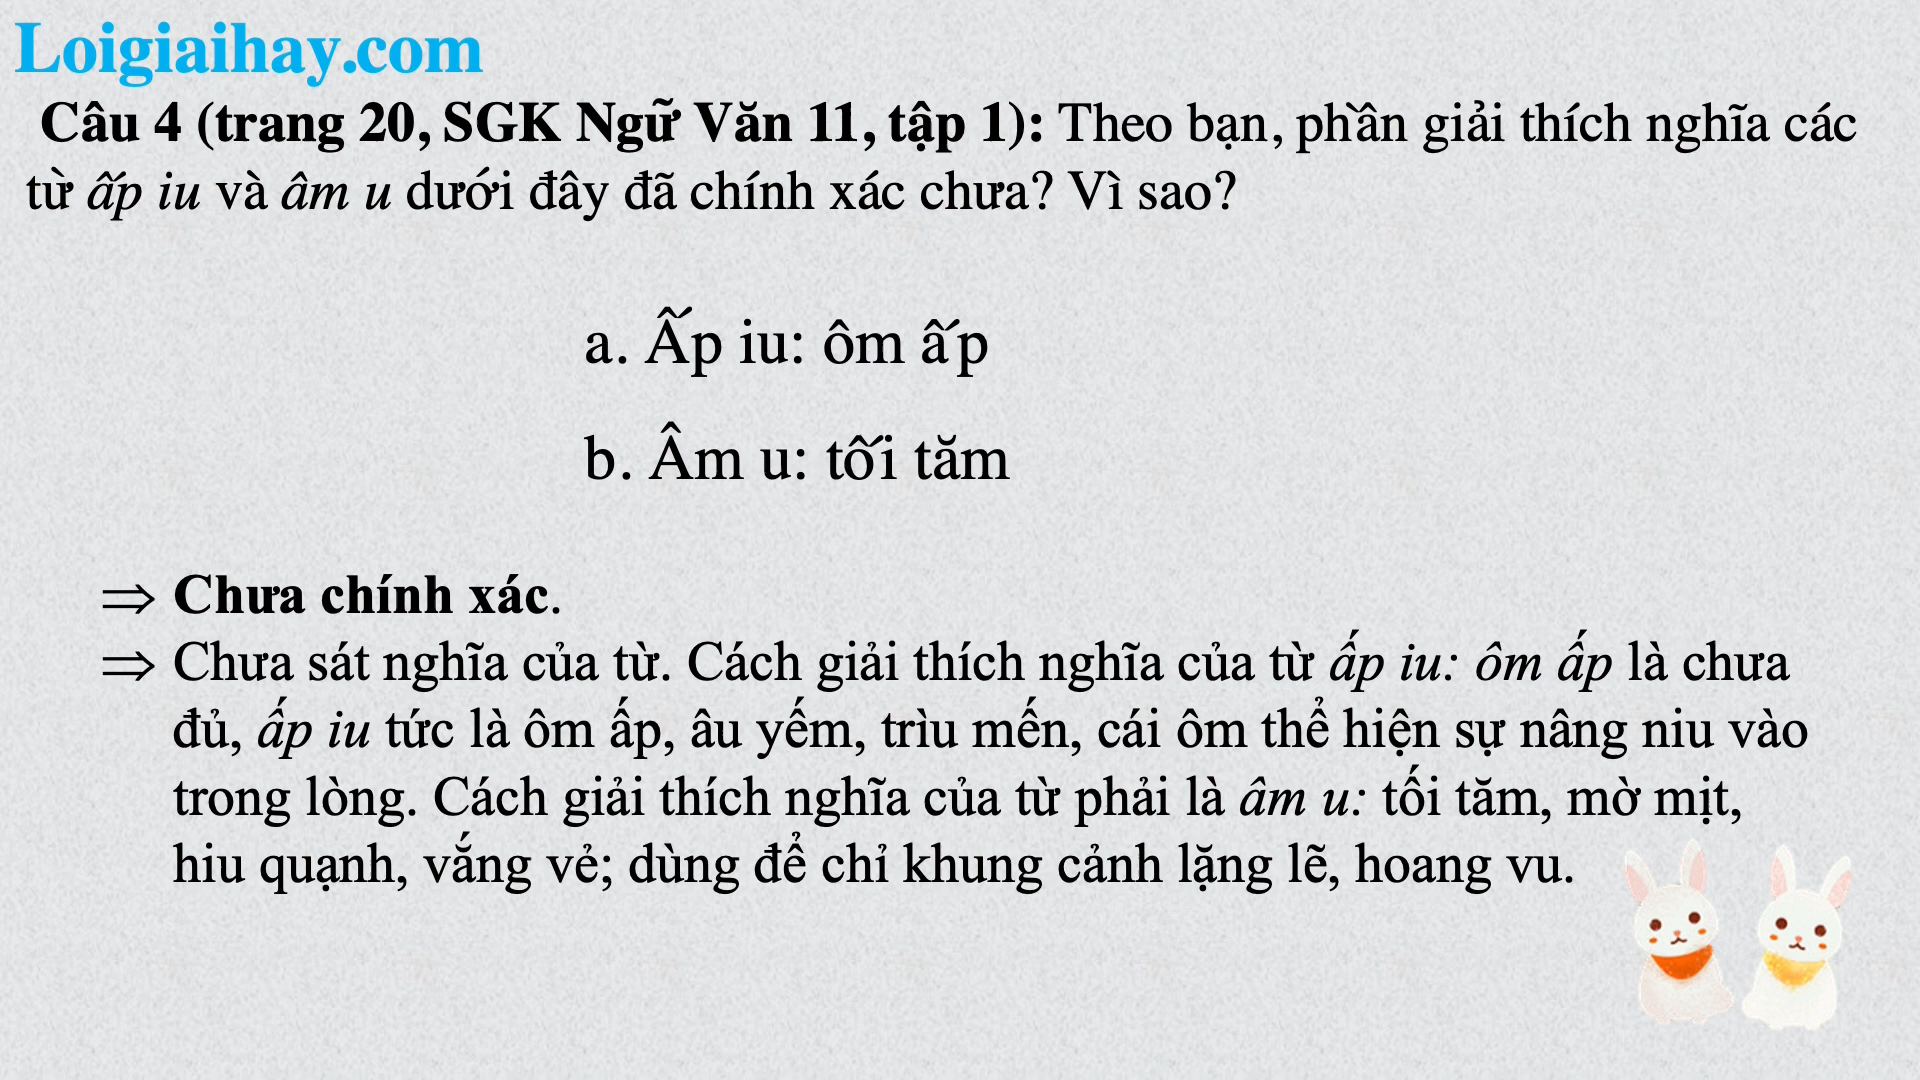 Loigiaihay.com
Câu 4 (trang 20, SGK Ngữ Văn 11, tập 1): Theo bạn, phần giải thích nghĩa các
từ ấp iu và âm u dưới đây đã chính xác chưa? Vì sao?
a. Ấp iu: ôm ấp
b. Âm u: tối tăm
⇒ Chưa chính xác.
⇒ Chưa sát nghĩa của từ. Cách giải thích nghĩa của từ ấp iu: ôm ấp là chưa
đủ, ấp iu tức là ôm ấp, âu yếm, trìu mến, cái ôm thể hiện sự nâng niu vào
trong lòng. Cách giải thích nghĩa của từ phải là âm u: tối tăm, mờ mịt,
hiu quạnh, vắng vẻ; dùng để chỉ khung cảnh lặng lẽ, hoang vu.